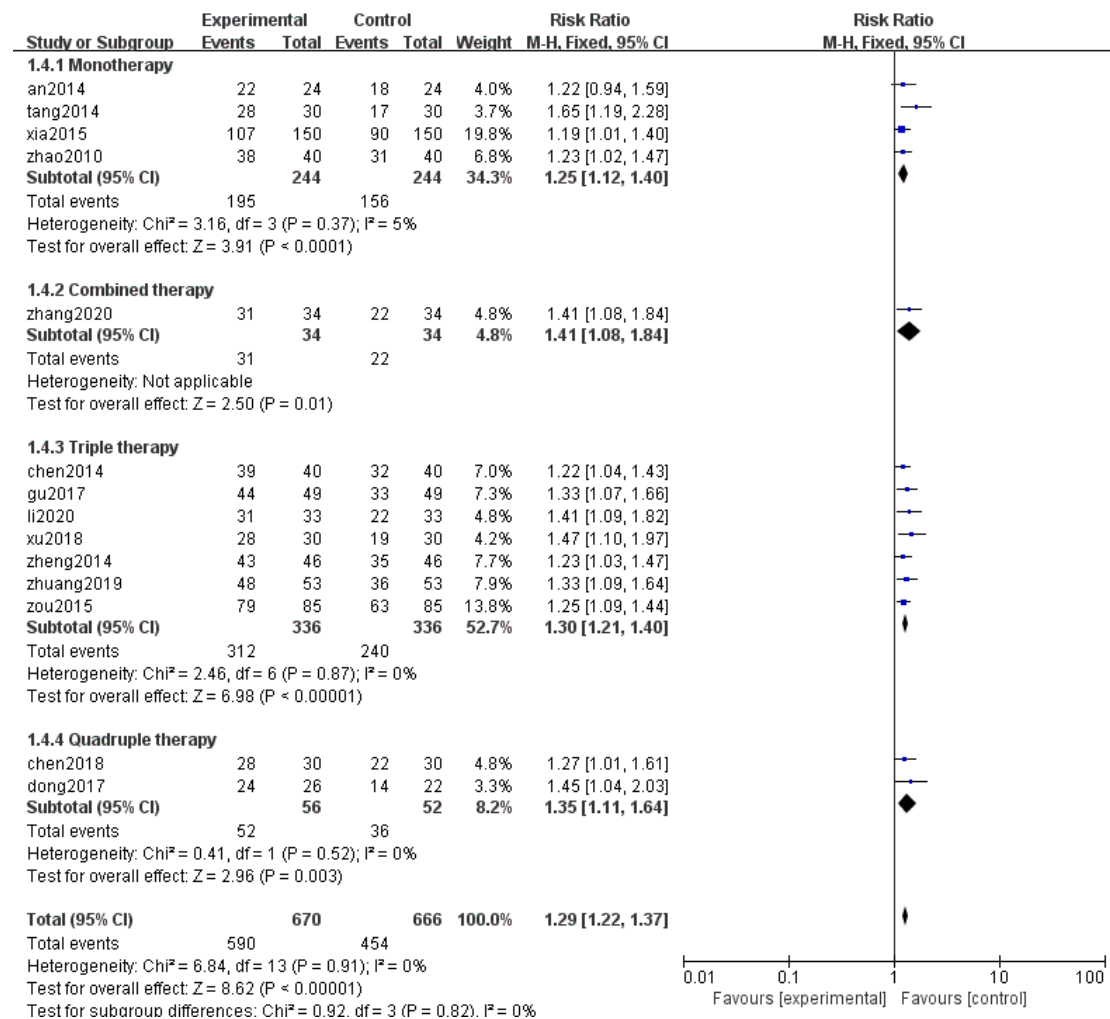 Experimental Control Risk Ratio Risk Ratio
Study or Subgroup Events Total Events Total Weight M-H, Fixed, 95% CI M-H, Fixed, 95% CI
1.4.1 Monotherapy
an2014 22 24 18 24 4.0% 1.22 [0.94, 1.59]
tang2014 28 30 17 30 3.7% 1.65 [1.19, 2.28]
xia2015 107 150 90 150 19.8% 1.19 [1.01, 1.40]
zhao2010 38 40 31 40 6.8% 1.23 [1.02, 1.47]
Subtotal (95% CI) 244 244 34.3% 1.25 [1.12, 1.40]
Total events 195 156
Heterogeneity: Chi² = 3.16, df = 3 (P = 0.37); I² = 5%
Test for overall effect: Z = 3.91 (P < 0.0001)
1.4.2 Combined therapy
zhang2020 31 34 22 34 4.8% 1.41 [1.08, 1.84]
Subtotal (95% CI) 34 34 4.8% 1.41 [1.08, 1.84]
Total events 31 22
Heterogeneity: Not applicable
Test for overall effect: Z = 2.50 (P = 0.01)
1.4.3 Triple therapy
chen2014 39 40 32 40 7.0% 1.22 [1.04, 1.43]
gu2017 44 49 33 49 7.3% 1.33 [1.07, 1.66]
li2020 31 33 22 33 4.8% 1.41 [1.09, 1.82]
xu2018 28 30 19 30 4.2% 1.47 [1.10, 1.97]
zheng2014 43 46 35 46 7.7% 1.23 [1.03, 1.47]
zhuang2019 48 53 36 53 7.9% 1.33 [1.09, 1.64]
zou2015 79 85 63 85 13.8% 1.25 [1.09, 1.44]
Subtotal (95% CI) 336 336 52.7% 1.30 [1.21, 1.40]
Total events 312 240
Heterogeneity: Chi² = 2.46, df = 6 (P = 0.87); I² = 0%
Test for overall effect: Z = 6.98 (P < 0.00001)
1.4.4 Quadruple therapy
chen2018 28 30 22 30 4.8% 1.27 [1.01, 1.61]
dong2017 24 26 14 22 3.3% 1.45 [1.04, 2.03]
Subtotal (95% CI) 56 52 8.2% 1.35 [1.11, 1.64]
Total events 52 36
Heterogeneity: Chi² = 0.41, df = 1 (P = 0.52); I² = 0%
Test for overall effect: Z = 2.96 (P = 0.003)
Total (95% CI) 670 666 100.0% 1.29 [1.22, 1.37]
Total events 590 454
Heterogeneity: Chi² = 6.84, df = 13 (P = 0.91); I² = 0%
Test for overall effect: Z = 8.62 (P < 0.00001)
Test for subgroup differences: Chi² = 0.92, df = 3 (P = 0.82), I² = 0%
0.01 0.1 1 10 100
Favours [experimental] Favours [control]